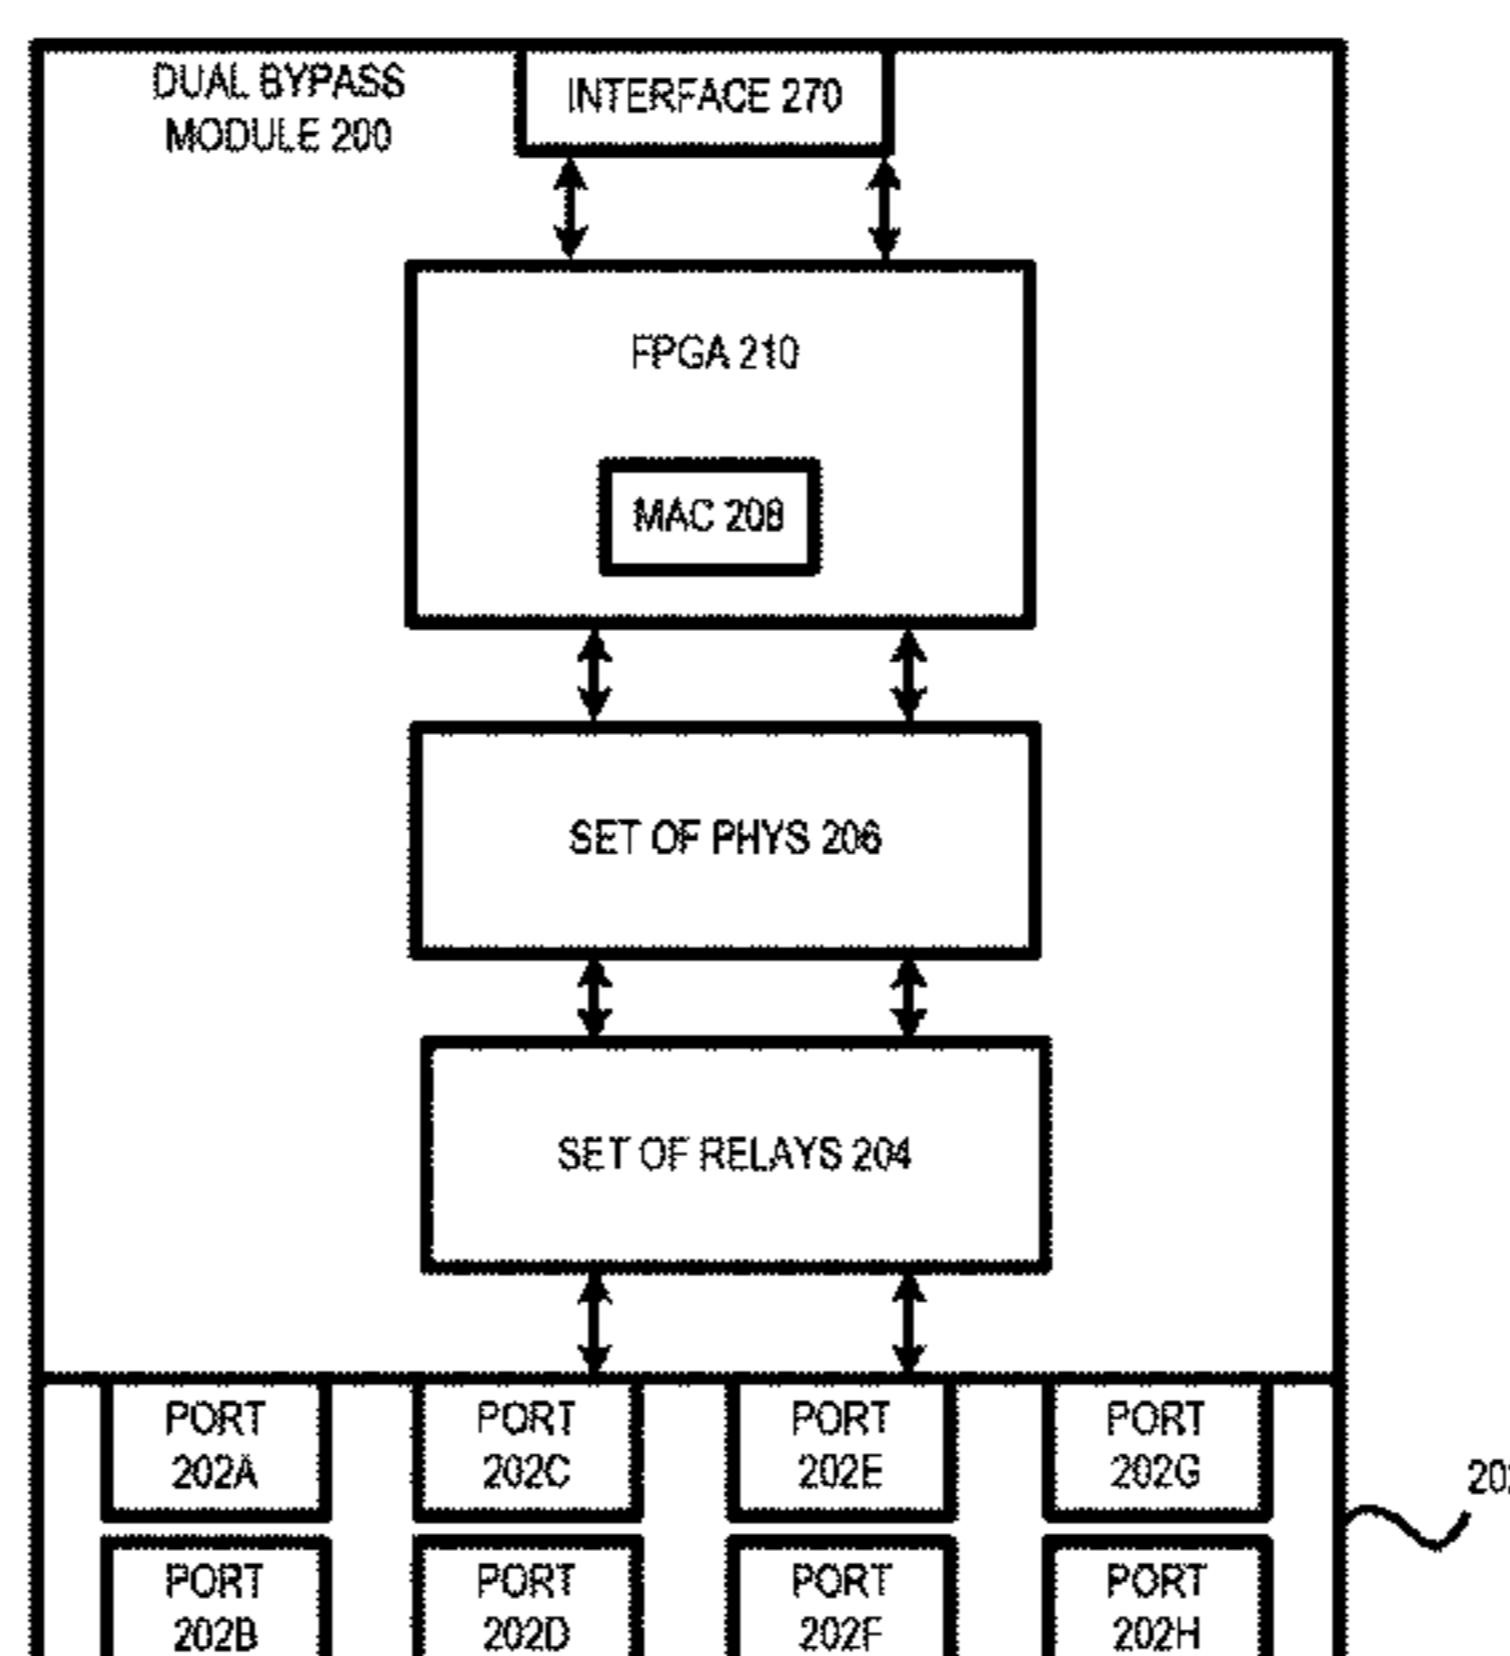 DUAL BYPASS
MODULE 200
INTERFACE 270
FPGA 210
MAC 208
SET OF PHYS 206
SET OF RELAYS 204
PORT
202A
PORT
202C
PORT
202E
PORT
202G
PORT
202B
PORT
202D
PORT
202F
PORT
202H